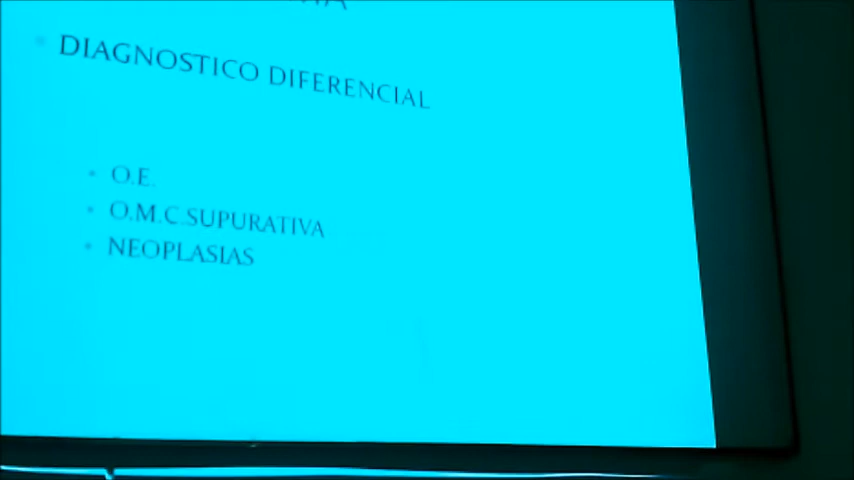 DIAGNOSTICO DIFERENCIAL
O.E.
O.M.C.SUPURATIVA
NEOPLASIAS